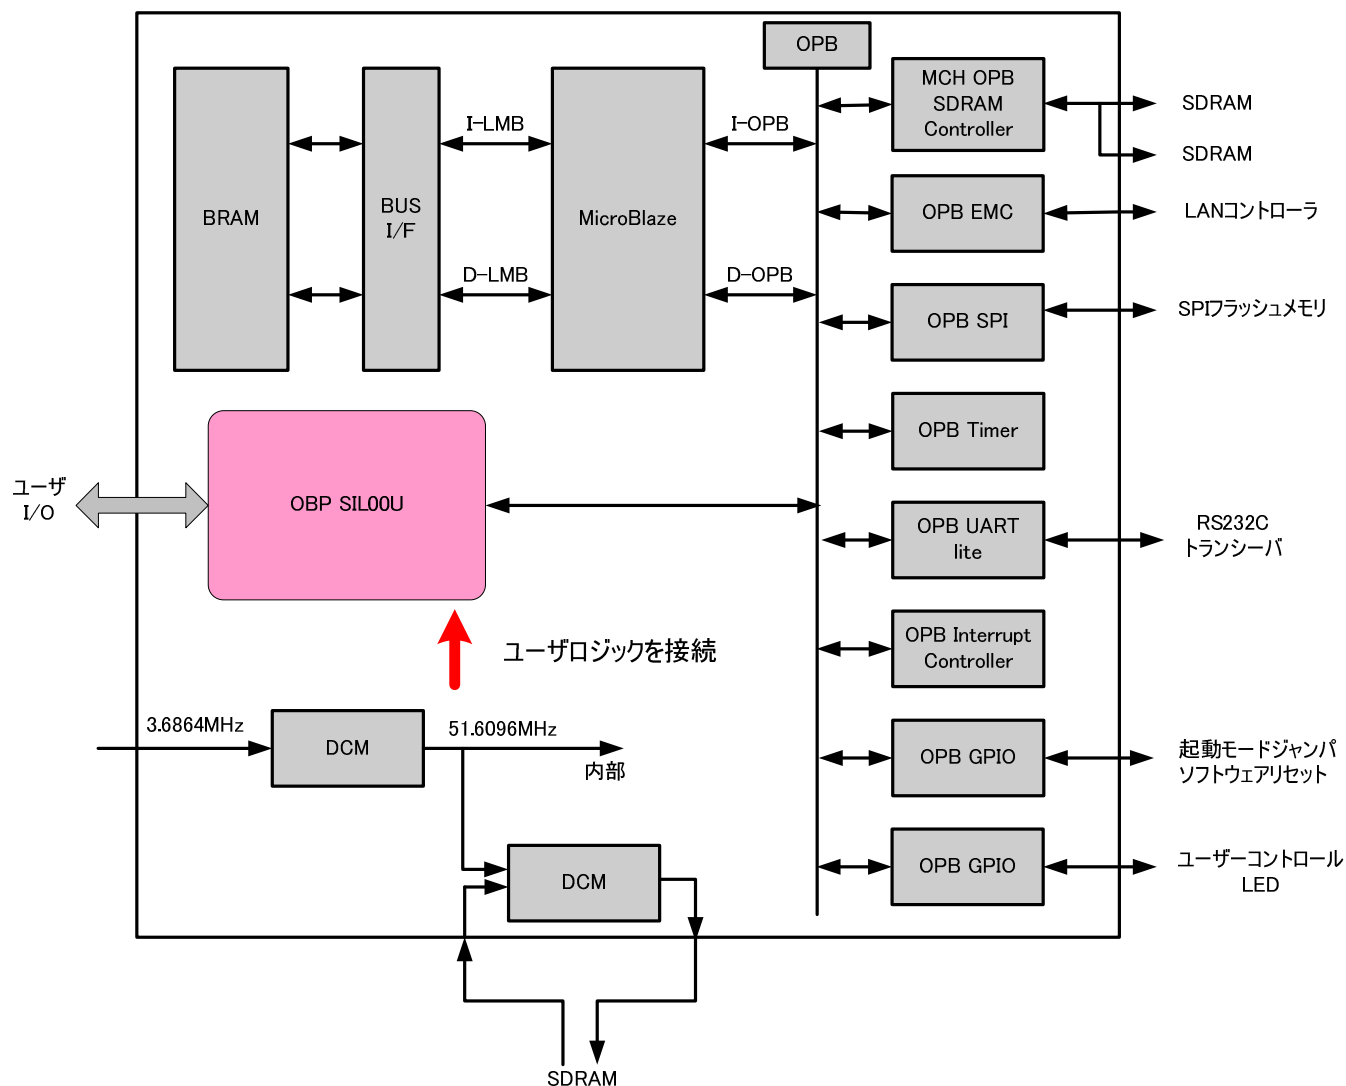 OPB
MCH OPB
SDRAM
Controller
SDRAM
SDRAM
I-LMB
I-OPB
BRAM
BUS
I/F
MicroBlaze
OPB EMC
LANコントローラ
D-LMB
D-OPB
OPB SPI
SPIフラッシュメモリ
OPB Timer
ユーザ
I/O
OBP SIL00U
OPB UART
lite
RS232C
トランシーバ
ユーザロジックを接続
OPB Interrupt
Controller
3.6864MHz
DCM
51.6096MHz
内部
OPB GPIO
起動モードジャンパ
ソフトウェアリセット
DCM
OPB GPIO
ユーザーコントロール
LED
SDRAM